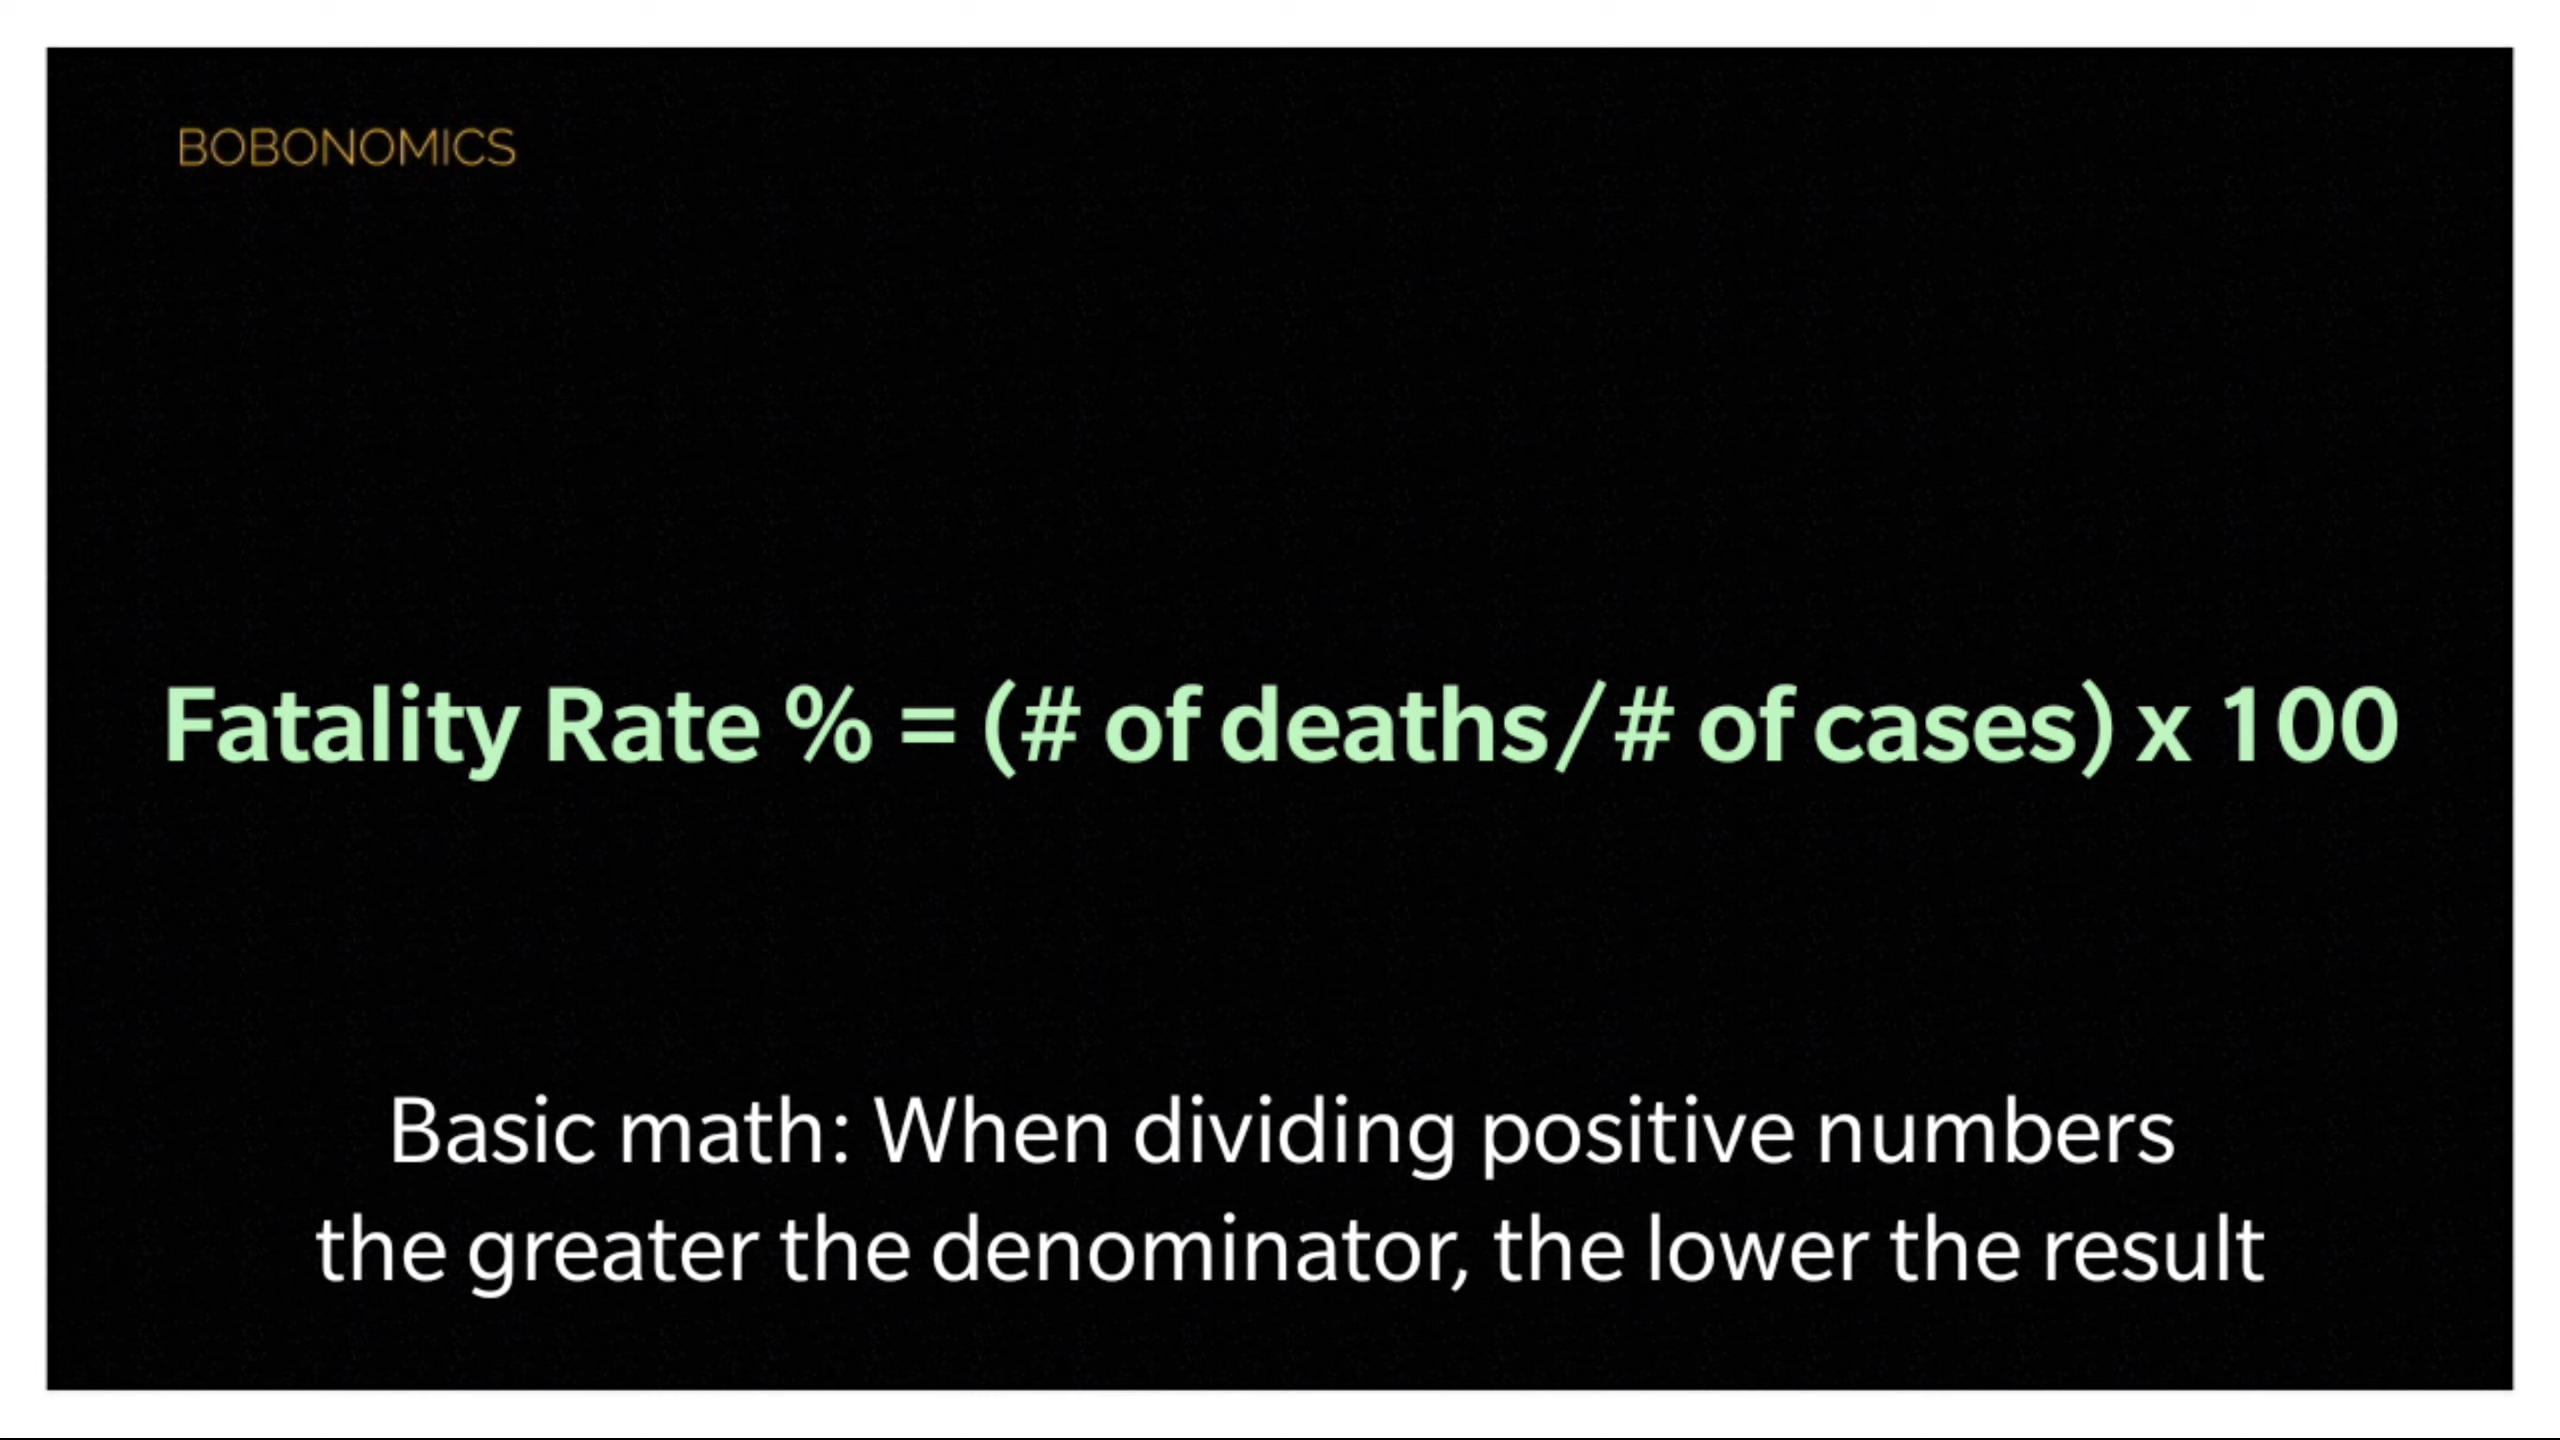 BOBONOMICS
Fatality Rate % = (# of deaths/# of cases) x 100
Basic math: When dividing positive numbers
the greater the denominator, the lower the result